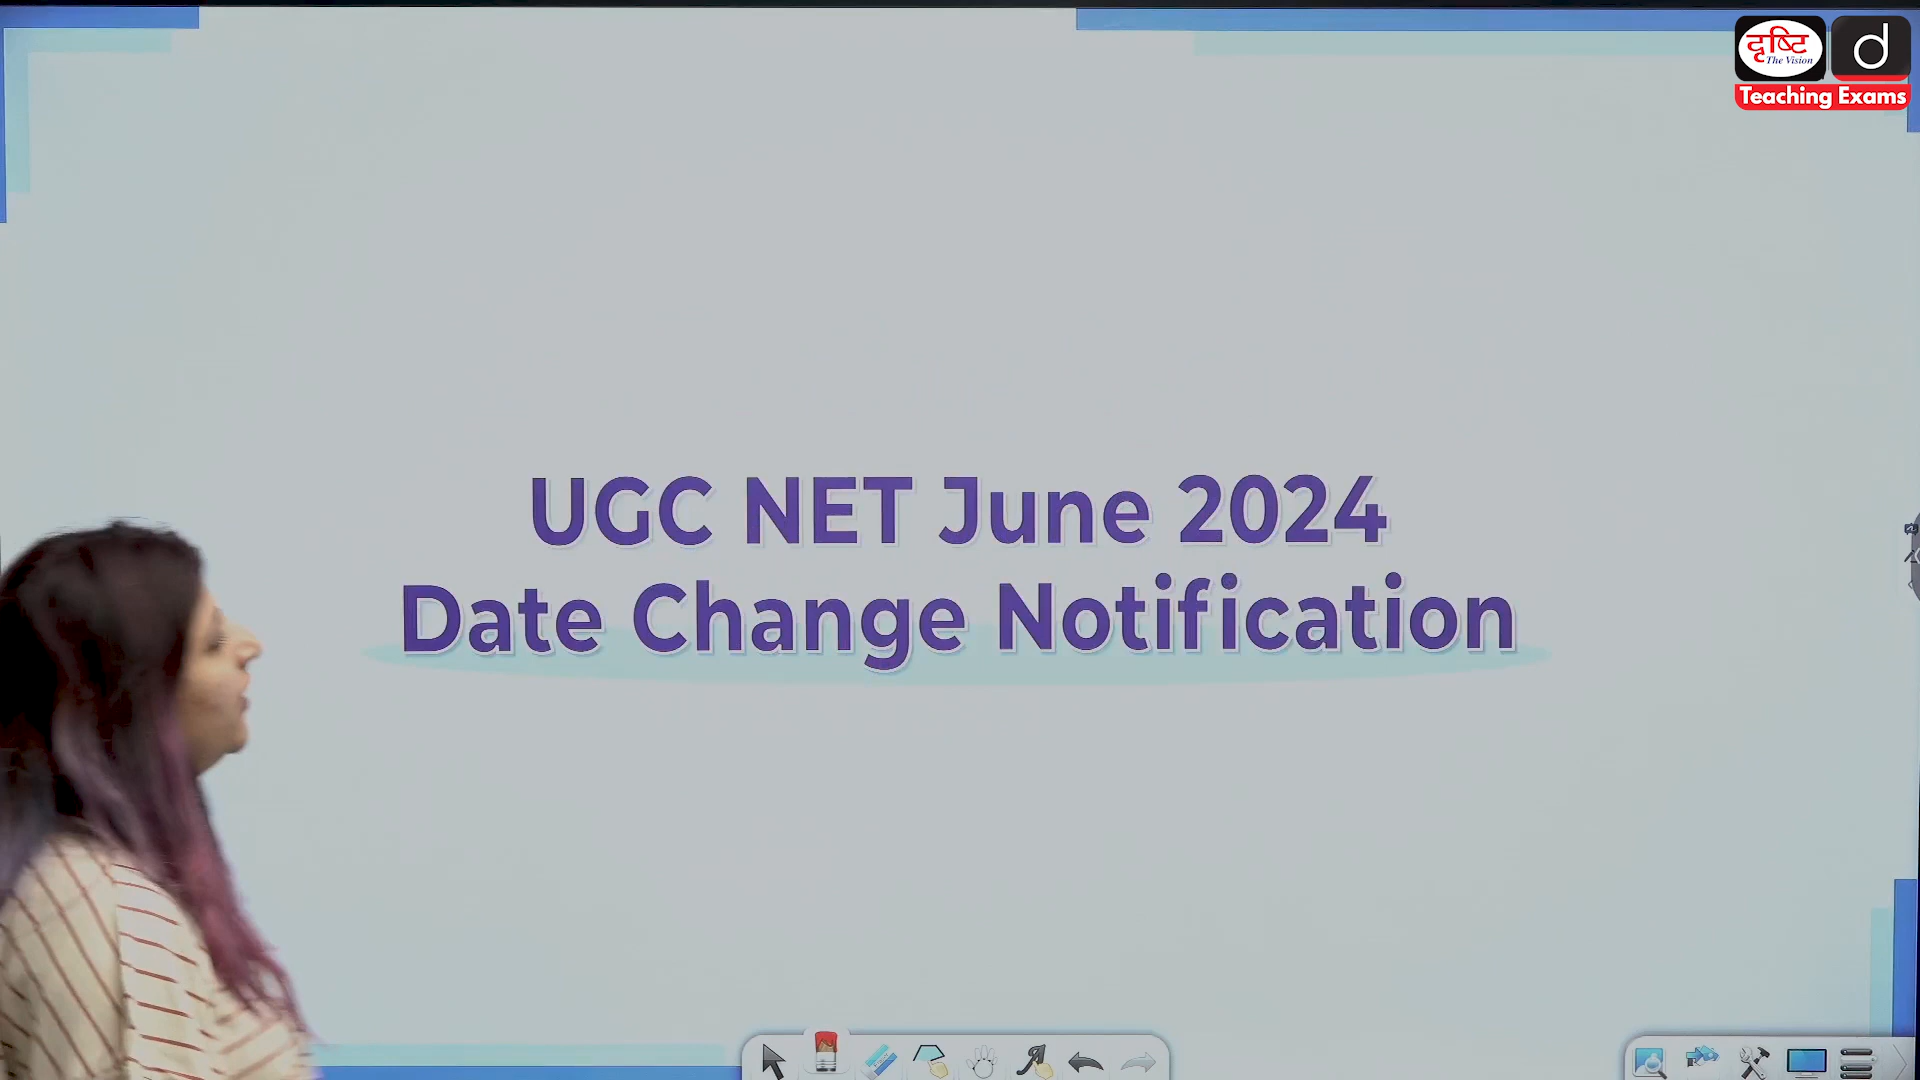 दृष्टि
The Vision
d
Teaching Exams
UGC NET June 2024
Date Change Notification